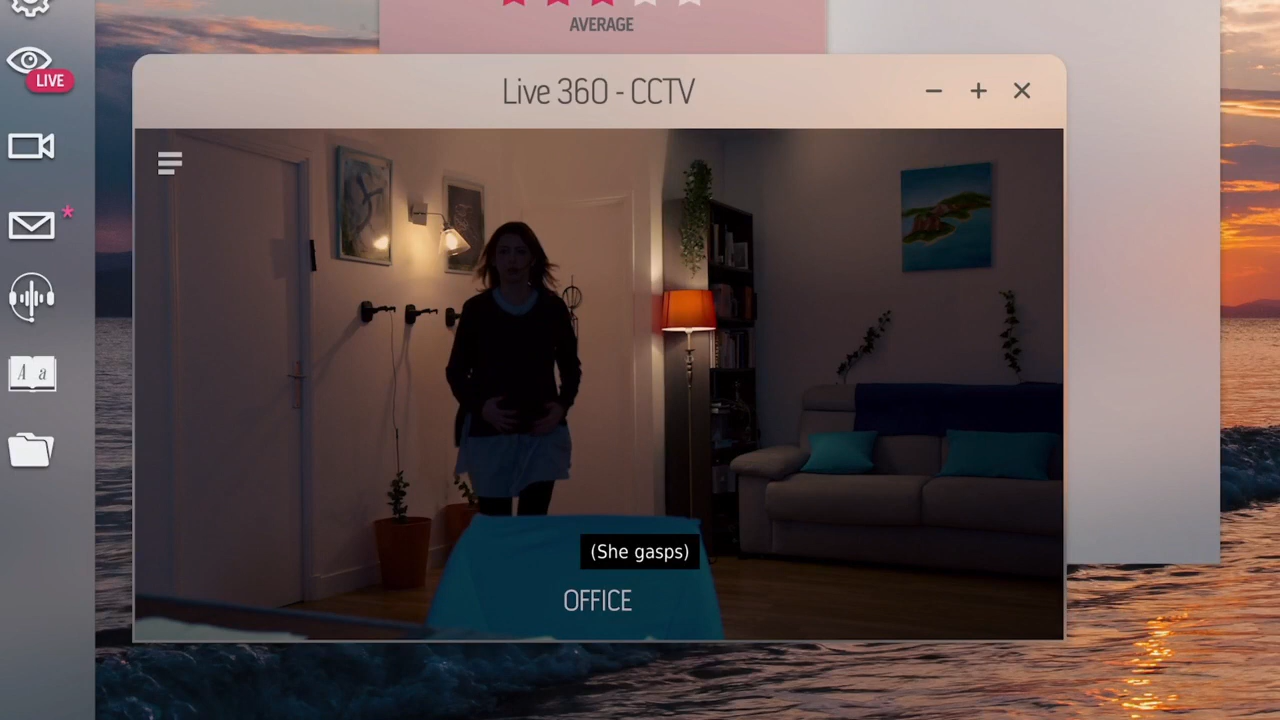 AVERAGE
LIVE
Live 360 - CCTV
A a
(She gasps)
OFFICE